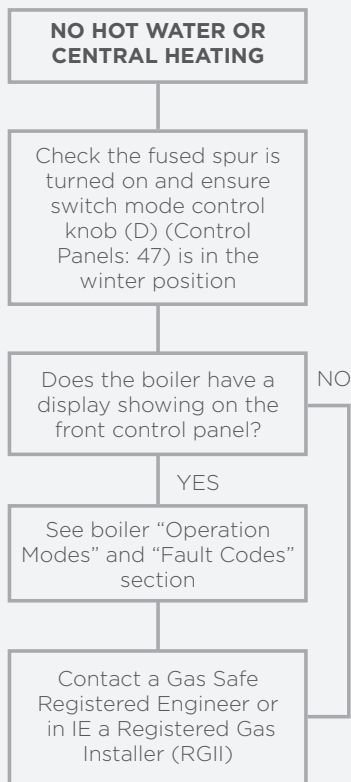 NO HOT WATER OR
CENTRAL HEATING
Check the fused spur is
turned on and ensure
switch mode control
knob (D) (Control
Panels: 47) is in the
winter position
Does the boiler have a
display showing on the
front control panel?
NO
YES
See boiler “Operation
Modes” and “Fault Codes”
section
Contact a Gas Safe
Registered Engineer or
in IE a Registered Gas
Installer (RGII)